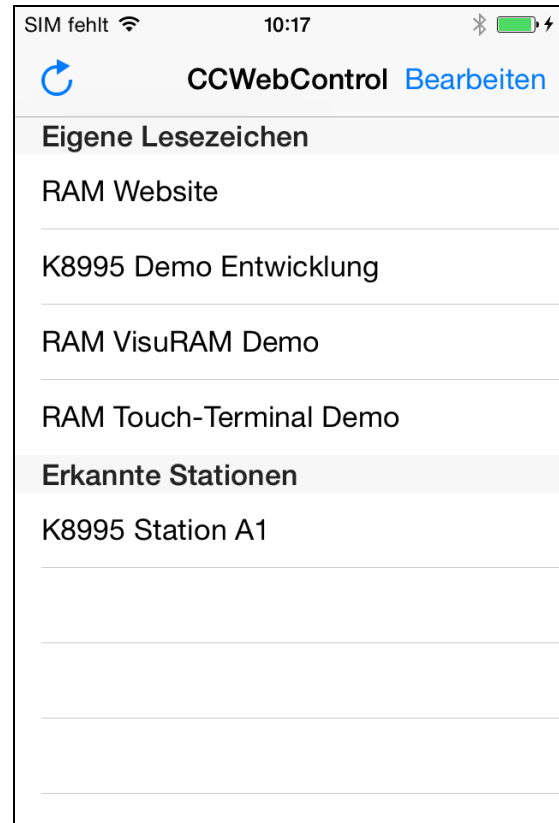 SIM fehlt 10:17
CCWebControl Bearbeiten
Eigene Lesezeichen
RAM Website
K8995 Demo Entwicklung
RAM VisuRAM Demo
RAM Touch-Terminal Demo
Erkannte Stationen
K8995 Station A1